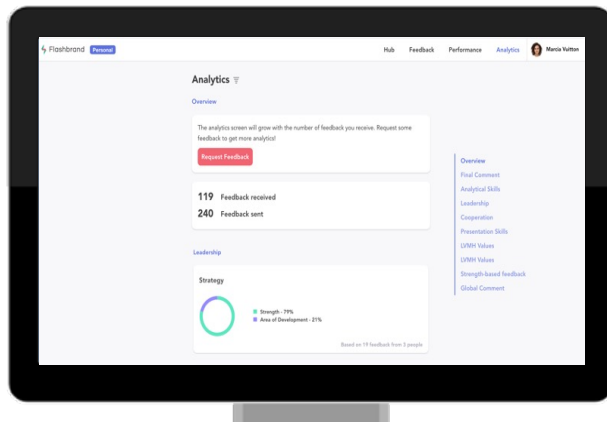 Flashbrand Personal
Hub Feedback Performance Analytics Marcia Vuitton
Analytics
Overview
The analytics screen will grow with the number of feedback you receive. Request some
feedback to get more analytics!
Request Feedback
119 Feedback received
240 Feedback sent
Leadership
Strategy
Strength - 79%
Area of Development - 21%
Based on 19 feedback from 3 people
Overview
Final Comment
Analytical Skills
Leadership
Cooperation
Presentation Skills
LVMH Values
LVMH Values
Strength-based feedback
Global Comment